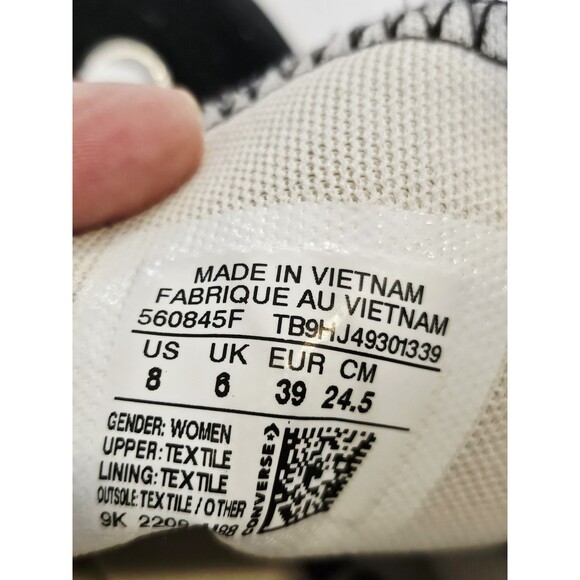 MADE IN VIETNAM
FABRIQUE AU VIETNAM
560845F TB9HJ49301339
US UK EUR CM
8 6 39 24.5
GENDER: WOMEN
UPPER: TEXTILE
LINING: TEXTILE
OUTSOLE: TEXTILE / OTHER
9K
CONVERSE